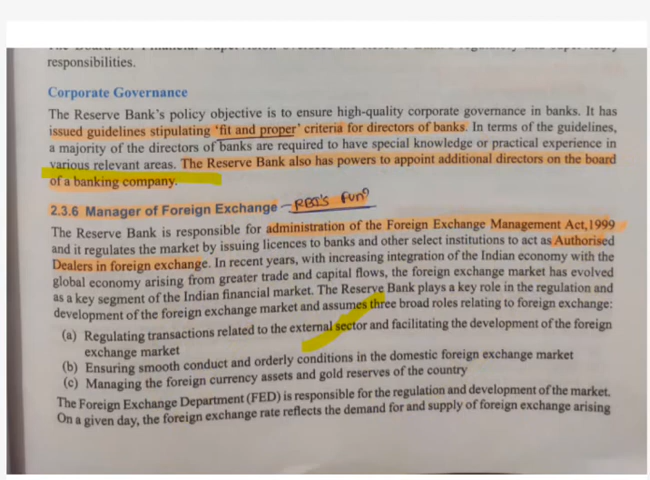 responsibilities.
Corporate Governance
The Reserve Bank's policy objective is to ensure high-quality corporate governance in banks. It has
issued guidelines stipulating 'fit and proper' criteria for directors of banks. In terms of the guidelines,
a majority of the directors of banks are required to have special knowledge or practical experience in
various relevant areas. The Reserve Bank also has powers to appoint additional directors on the board
of a banking company.
2.3.6 Manager of Foreign Exchange – RBI's funⁿ
The Reserve Bank is responsible for administration of the Foreign Exchange Management Act,1999
and it regulates the market by issuing licences to banks and other select institutions to act as Authorised
Dealers in foreign exchange. In recent years, with increasing integration of the Indian economy with the
global economy arising from greater trade and capital flows, the foreign exchange market has evolved
as a key segment of the Indian financial market. The Reserve Bank plays a key role in the regulation and
development of the foreign exchange market and assumes three broad roles relating to foreign exchange:
(a) Regulating transactions related to the external sector and facilitating the development of the foreign
exchange market
(b) Ensuring smooth conduct and orderly conditions in the domestic foreign exchange market
(c) Managing the foreign currency assets and gold reserves of the country
The Foreign Exchange Department (FED) is responsible for the regulation and development of the market.
On a given day, the foreign exchange rate reflects the demand for and supply of foreign exchange arising